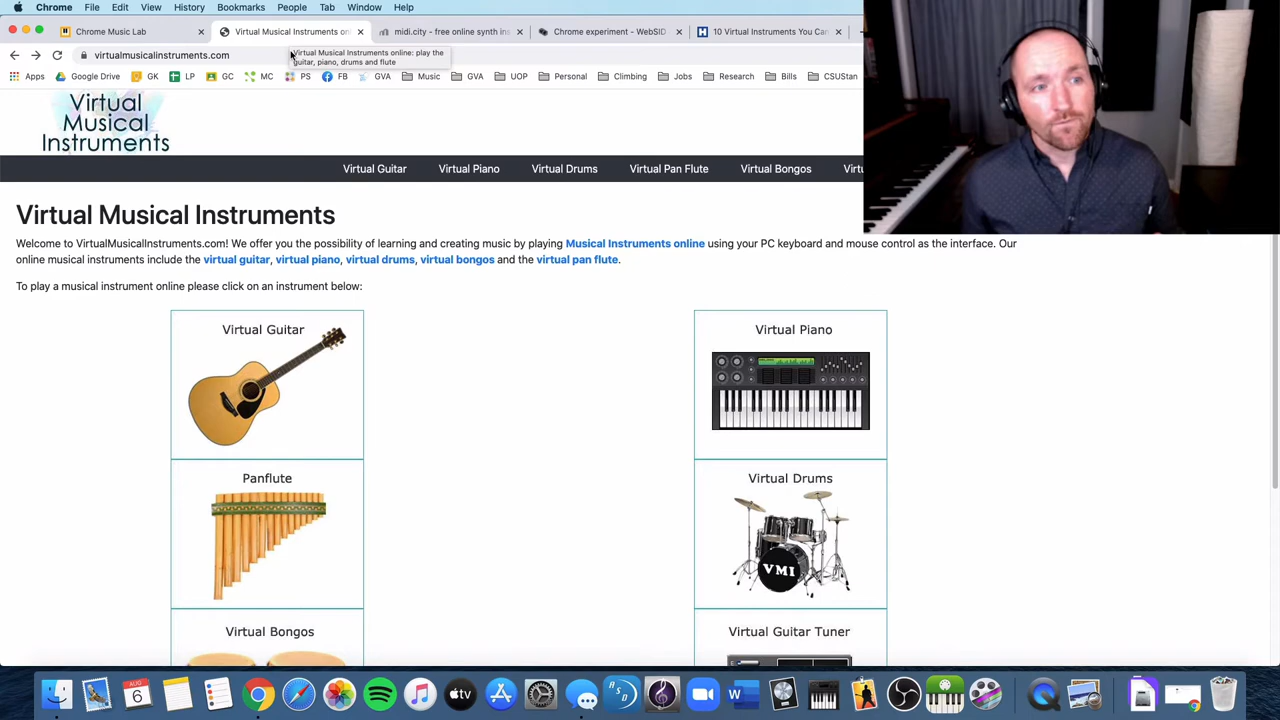 Chrome File Edit View History Bookmarks People Tab Window Help
Chrome Music Lab
Virtual Musical Instruments on
midi.city - free online synth ins
Chrome experiment - WebSID
10 Virtual Instruments You Can
virtualmusicalinstruments.com
Virtual Musical Instruments online: play the
guitar, piano, drums and flute
Apps Google Drive GK LP GC MC PS FB GVA Music GVA UOP Personal Climbing Jobs Research Bills CSUStan
Virtual
Musical
Instruments
Virtual Guitar Virtual Piano Virtual Drums Virtual Pan Flute Virtual Bongos
Virtual Musical Instruments
Welcome to VirtualMusicalInstruments.com! We offer you the possibility of learning and creating music by playing Musical Instruments online using your PC keyboard and mouse control as the interface. Our
online musical instruments include the virtual guitar, virtual piano, virtual drums, virtual bongos and the virtual pan flute.
To play a musical instrument online please click on an instrument below:
Virtual Guitar
Virtual Piano
Panflute
Virtual Drums
VMI
Virtual Bongos
Virtual Guitar Tuner
AUG
6
tv
ASD
W